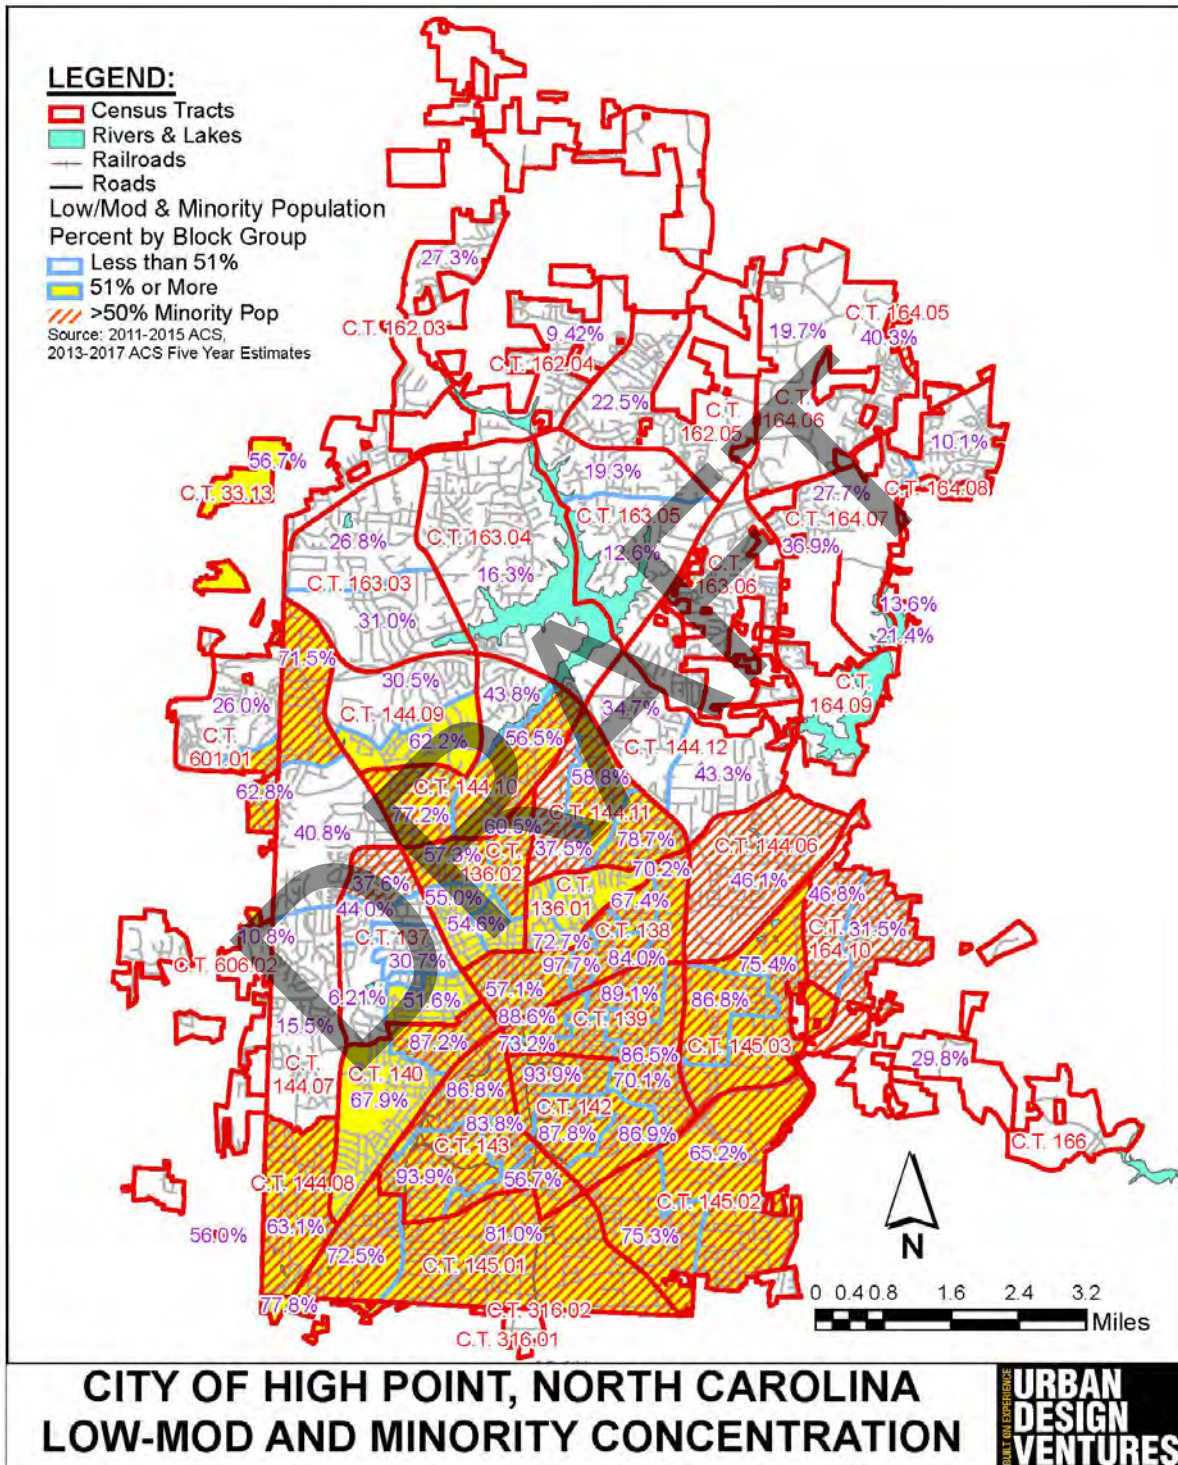 LEGEND:
Census Tracts
Rivers & Lakes
Railroads
Roads
Low/Mod & Minority Population
Percent by Block Group
Less than 51%
51% or More
>50% Minority Pop
Source: 2011-2015 ACS,
2013-2017 ACS Five Year Estimates
27.3%
C.T. 162.03
9.42%
C.T. 162.04
22.5%
19.7%
C.T. 164.05
40.3%
C.T.
162.05
C.T.
164.06
10.1%
56.7%
C.T. 33.13
19.3%
27.7%
C.T. 164.08
C.T. 163.05
C.T. 164.07
26.8%
C.T. 163.04
12.6%
36.9%
C.T. 163.03
16.3%
C.T.
163.06
31.0%
13.6%
21.4%
71.5%
30.5%
43.8%
C.T.
164.09
26.0%
C.T. 144.09
34.7%
C.T.
601.01
62.2%
56.5%
C.T. 144.12
43.3%
58.8%
62.8%
C.T. 144.10
77.2%
C.T. 144.11
40.8%
60.5%
37.5%
78.7%
C.T. 144.06
57.3%
C.T.
136.02
70.2%
46.1%
37.6%
55.0%
C.T.
136.01
67.4%
46.8%
44.0%
54.6%
C.T. 138
C.T.
164.10
31.5%
10.8%
C.T. 137
72.7%
84.0%
C.T. 606.02
30.7%
97.7%
75.4%
6.21%
51.6%
57.1%
89.1%
86.8%
15.5%
88.6%
C.T. 139
87.2%
73.2%
86.5%
C.T. 145.03
C.T.
144.07
C.T. 140
93.9%
70.1%
29.8%
67.9%
86.8%
C.T. 142
83.8%
87.8%
86.9%
C.T. 143
65.2%
C.T. 166
C.T. 144.08
93.9%
56.7%
C.T. 145.02
56.0%
63.1%
81.0%
75.3%
72.5%
C.T. 145.01
N
77.8%
C.T. 316.02
C.T. 316.01
0 0.4 0.8 1.6 2.4 3.2
Miles
DRAFT
CITY OF HIGH POINT, NORTH CAROLINA
LOW-MOD AND MINORITY CONCENTRATION
BUILT ON EXPERIENCE
URBAN
DESIGN
VENTURES